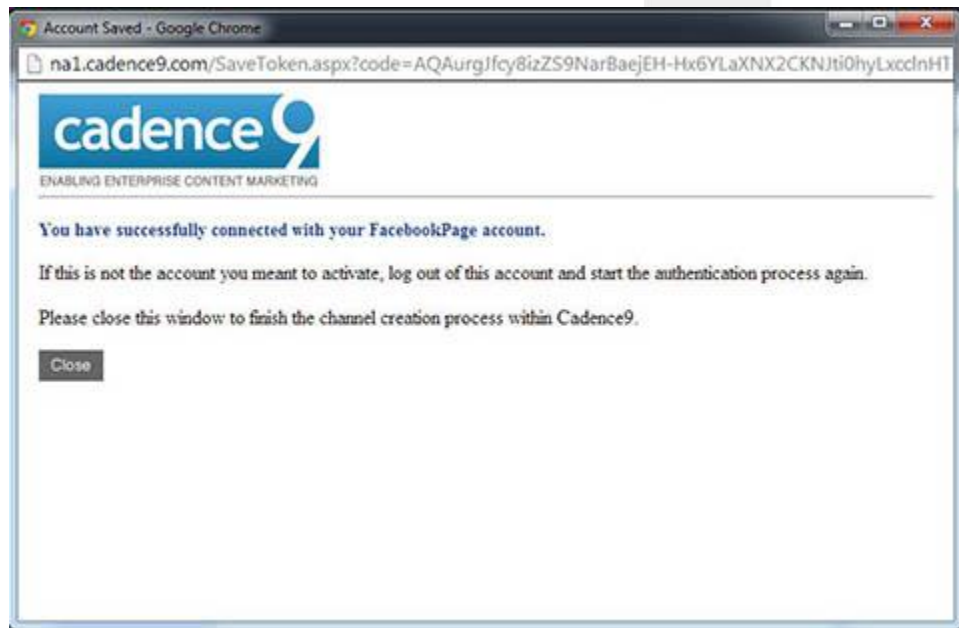 Account Saved - Google Chrome
na1.cadence9.com/SaveToken.aspx?code=AQAurgJfcy8izZS9NarBaejEH-Hx6YLaXNX2CKNJti0hyLxcclnH1
cadence9
ENABLING ENTERPRISE CONTENT MARKETING
You have successfully connected with your FacebookPage account.
If this is not the account you meant to activate, log out of this account and start the authentication process again.
Please close this window to finish the channel creation process within Cadence9.
Close